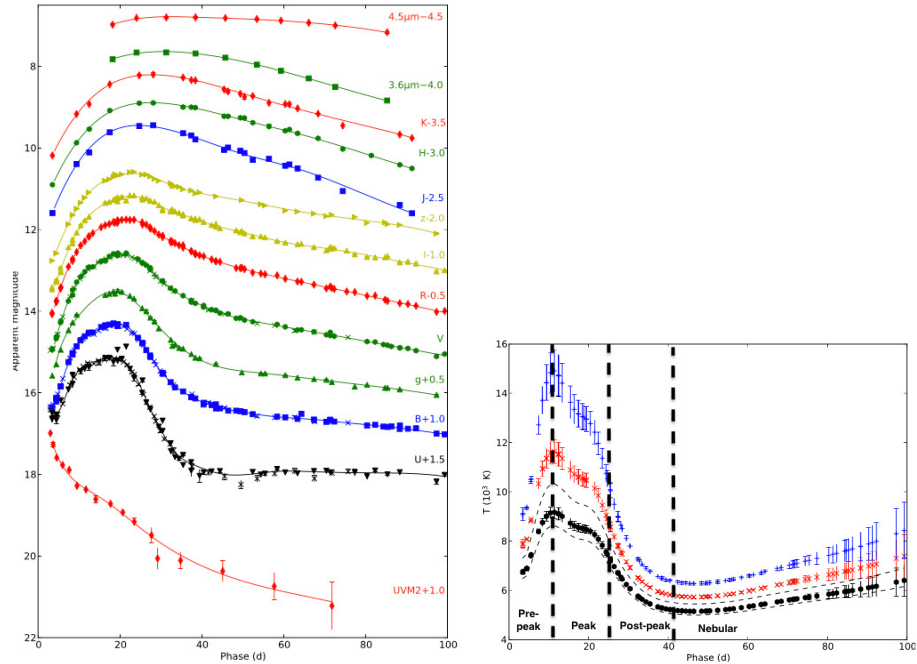 4.5μm−4.5
3.6μm−4.0
K-3.5
H-3.0
J-2.5
z-2.0
I-1.0
R-0.5
V
g+0.5
B+1.0
U+1.5
UVM2+1.0
Apparent magnitude
8
10
12
14
16
18
20
22
0 20 40 60 80 100
Phase (d)
16
14
12
10
8
6
4
T (10³ K)
Pre-
peak
Peak
Post-peak
Nebular
0 20 40 60 80 100
Phase (d)